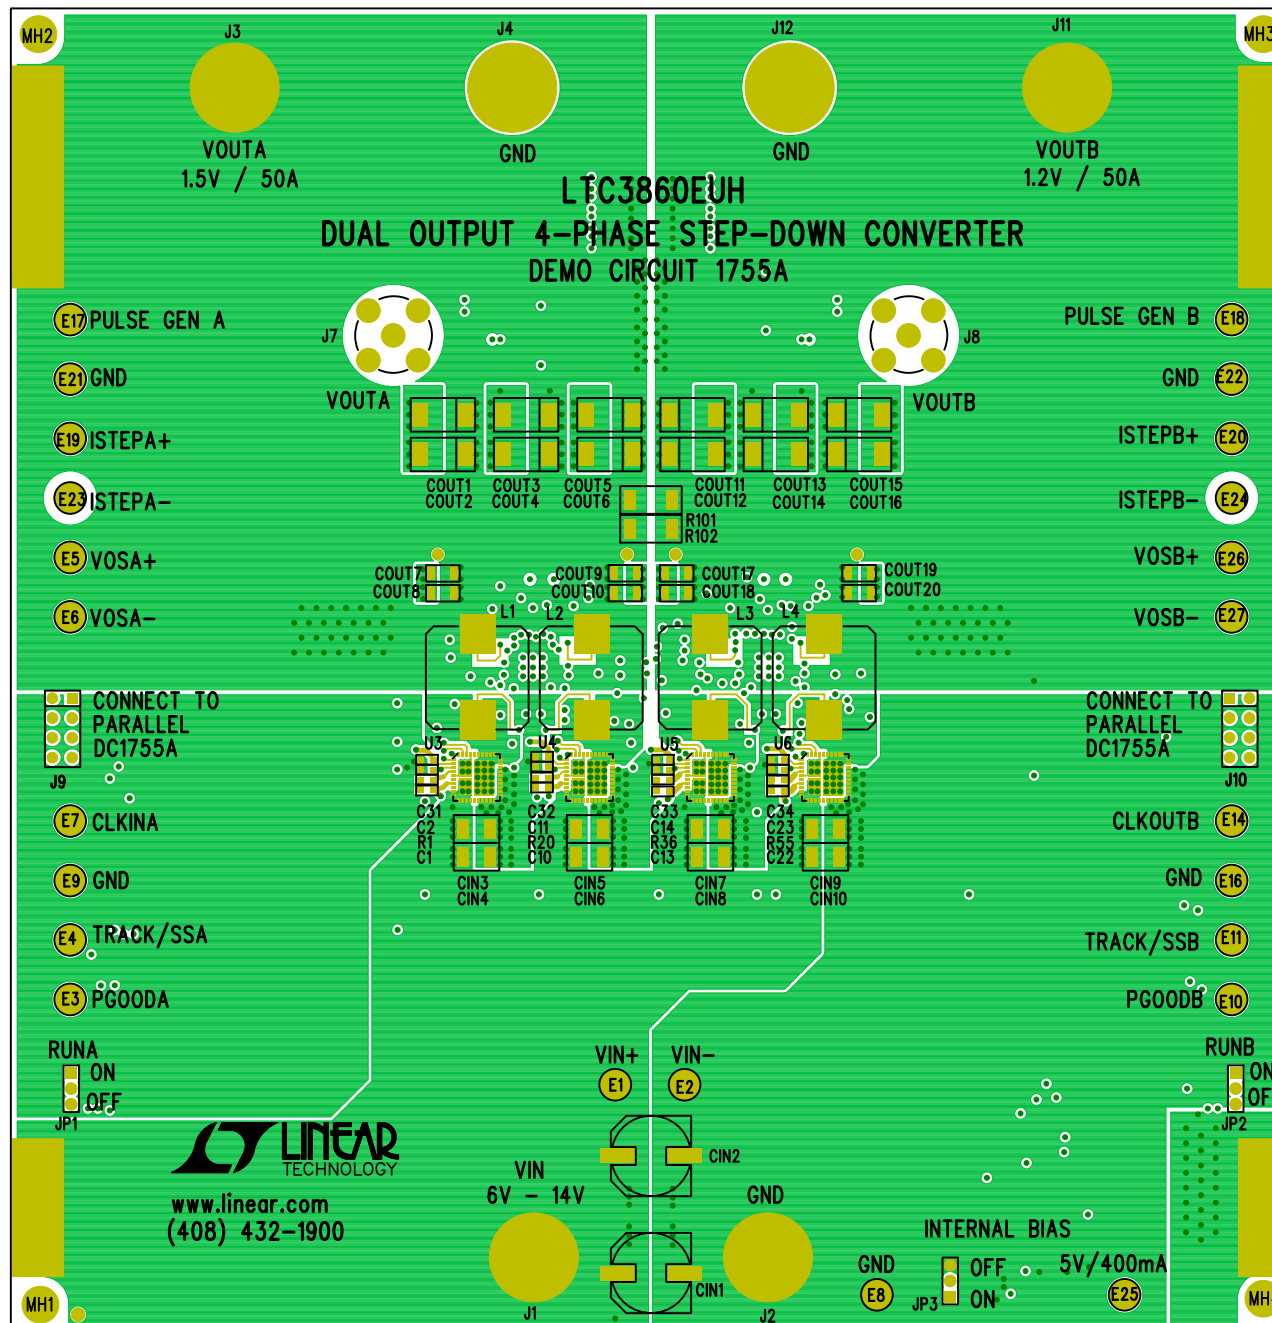 MH2
J3
J4
J12
J11
MH3
VOUTA
1.5V / 50A
GND
GND
VOUTB
1.2V / 50A
LTC3860EUH
DUAL OUTPUT 4-PHASE STEP-DOWN CONVERTER
DEMO CIRCUIT 1755A
E17 PULSE GEN A
J7
J8
PULSE GEN B E18
E21 GND
GND E22
VOUTA
VOUTB
E19 ISTEPA+
ISTEPB+ E20
COUT1 COUT3 COUT5 COUT11 COUT13 COUT15
COUT2 COUT4 COUT6 COUT12 COUT14 COUT16
E23 ISTEPA-
ISTEPB- E24
R101
R102
E5 VOSA+
VOSB+ E26
COUT7 COUT9 COUT17 COUT19
COUT8 COUT10 COUT18 COUT20
E6 VOSA-
VOSB- E27
L1 L2 L3 L4
CONNECT TO
PARALLEL
DC1755A
J9
CONNECT TO
PARALLEL
DC1755A
J10
U3 U4 U5 U6
C31 C32 C33 C34
C2 C11 C14 C23
R1 R20 R36 R55
C1 C10 C13 C22
E7 CLKINA
CLKOUTB E14
CIN3 CIN5 CIN7 CIN9
CIN4 CIN6 CIN8 CIN10
E9 GND
GND E16
E4 TRACK/SSA
TRACK/SSB E11
E3 PGOODA
PGOODB E10
RUNA
ON
OFF
JP1
VIN+ VIN-
E1 E2
RUNB
ON
OF
JP2
LINEAR
TECHNOLOGY
www.linear.com
(408) 432-1900
CIN2
VIN
6V - 14V
GND
INTERNAL BIAS
GND
OFF
ON
5V/400mA
CIN1
E8
JP3
E25
MH1
J1
J2
MH